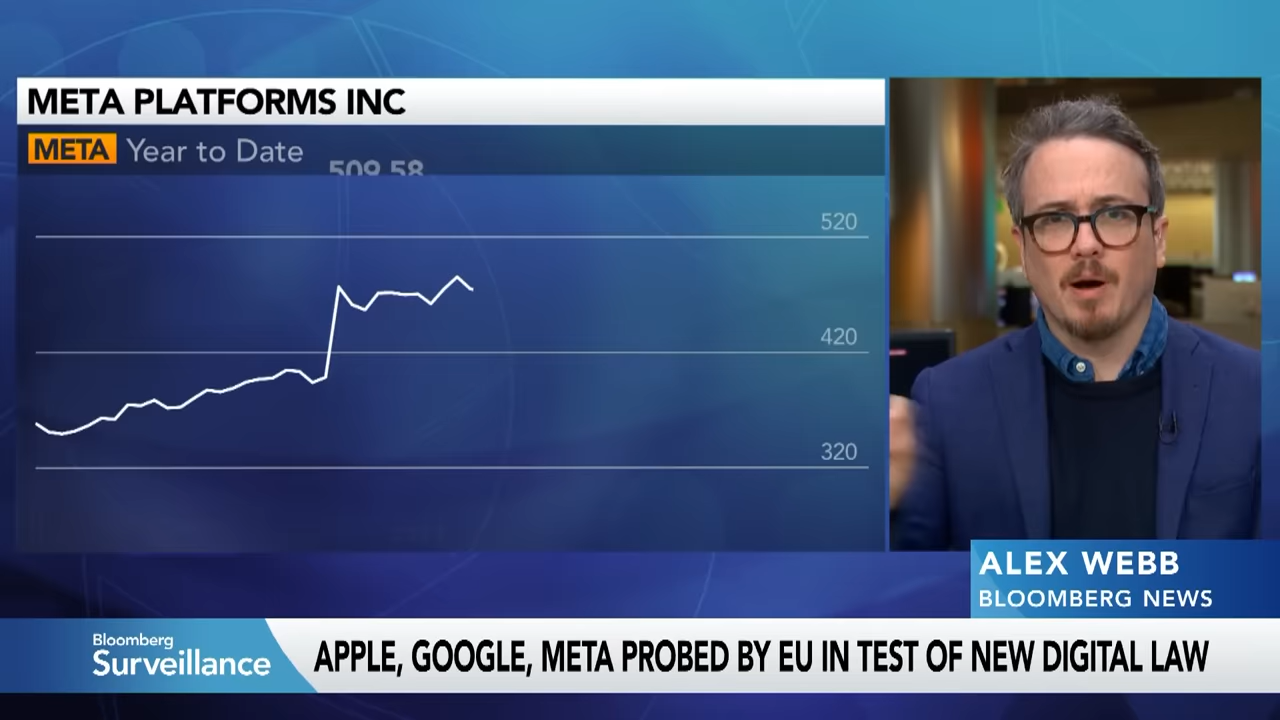 META PLATFORMS INC
META Year to Date
509.58
520
420
320
ALEX WEBB
BLOOMBERG NEWS
Bloomberg
Surveillance
APPLE, GOOGLE, META PROBED BY EU IN TEST OF NEW DIGITAL LAW